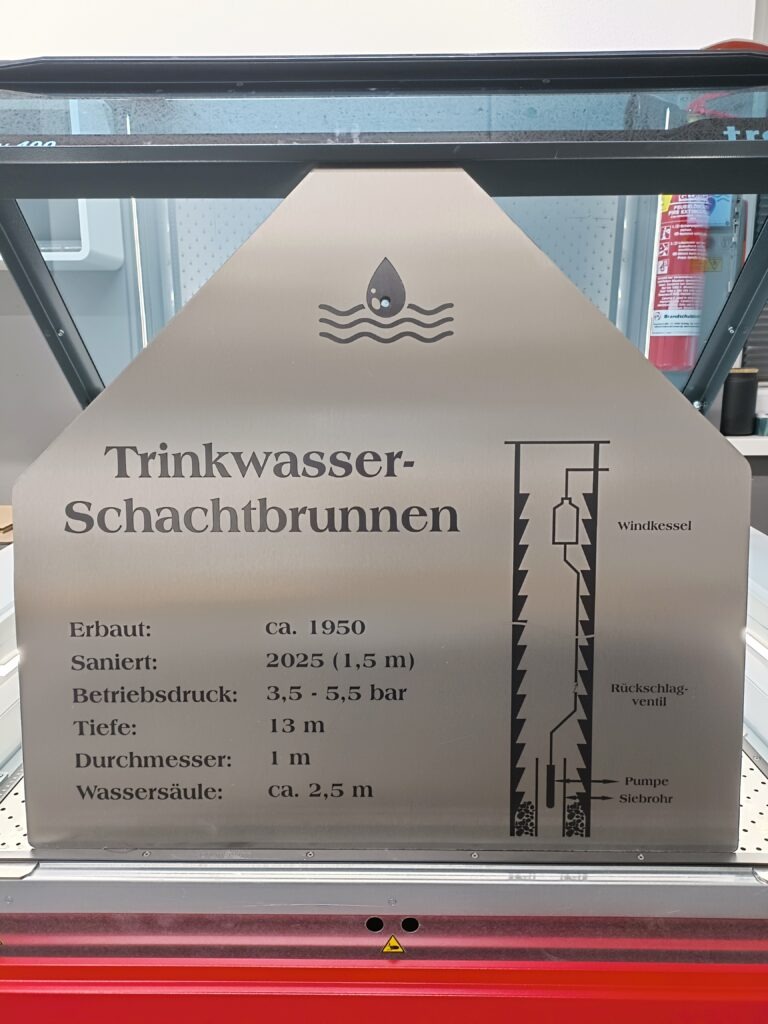 Trinkwasser-
Schachtbrunnen
Erbaut: ca. 1950
Saniert: 2025 (1,5 m)
Betriebsdruck: 3,5 - 5,5 bar
Tiefe: 13 m
Durchmesser: 1 m
Wassersäule: ca. 2,5 m
Windkessel
Rückschlag-
ventil
Pumpe
Siebrohr